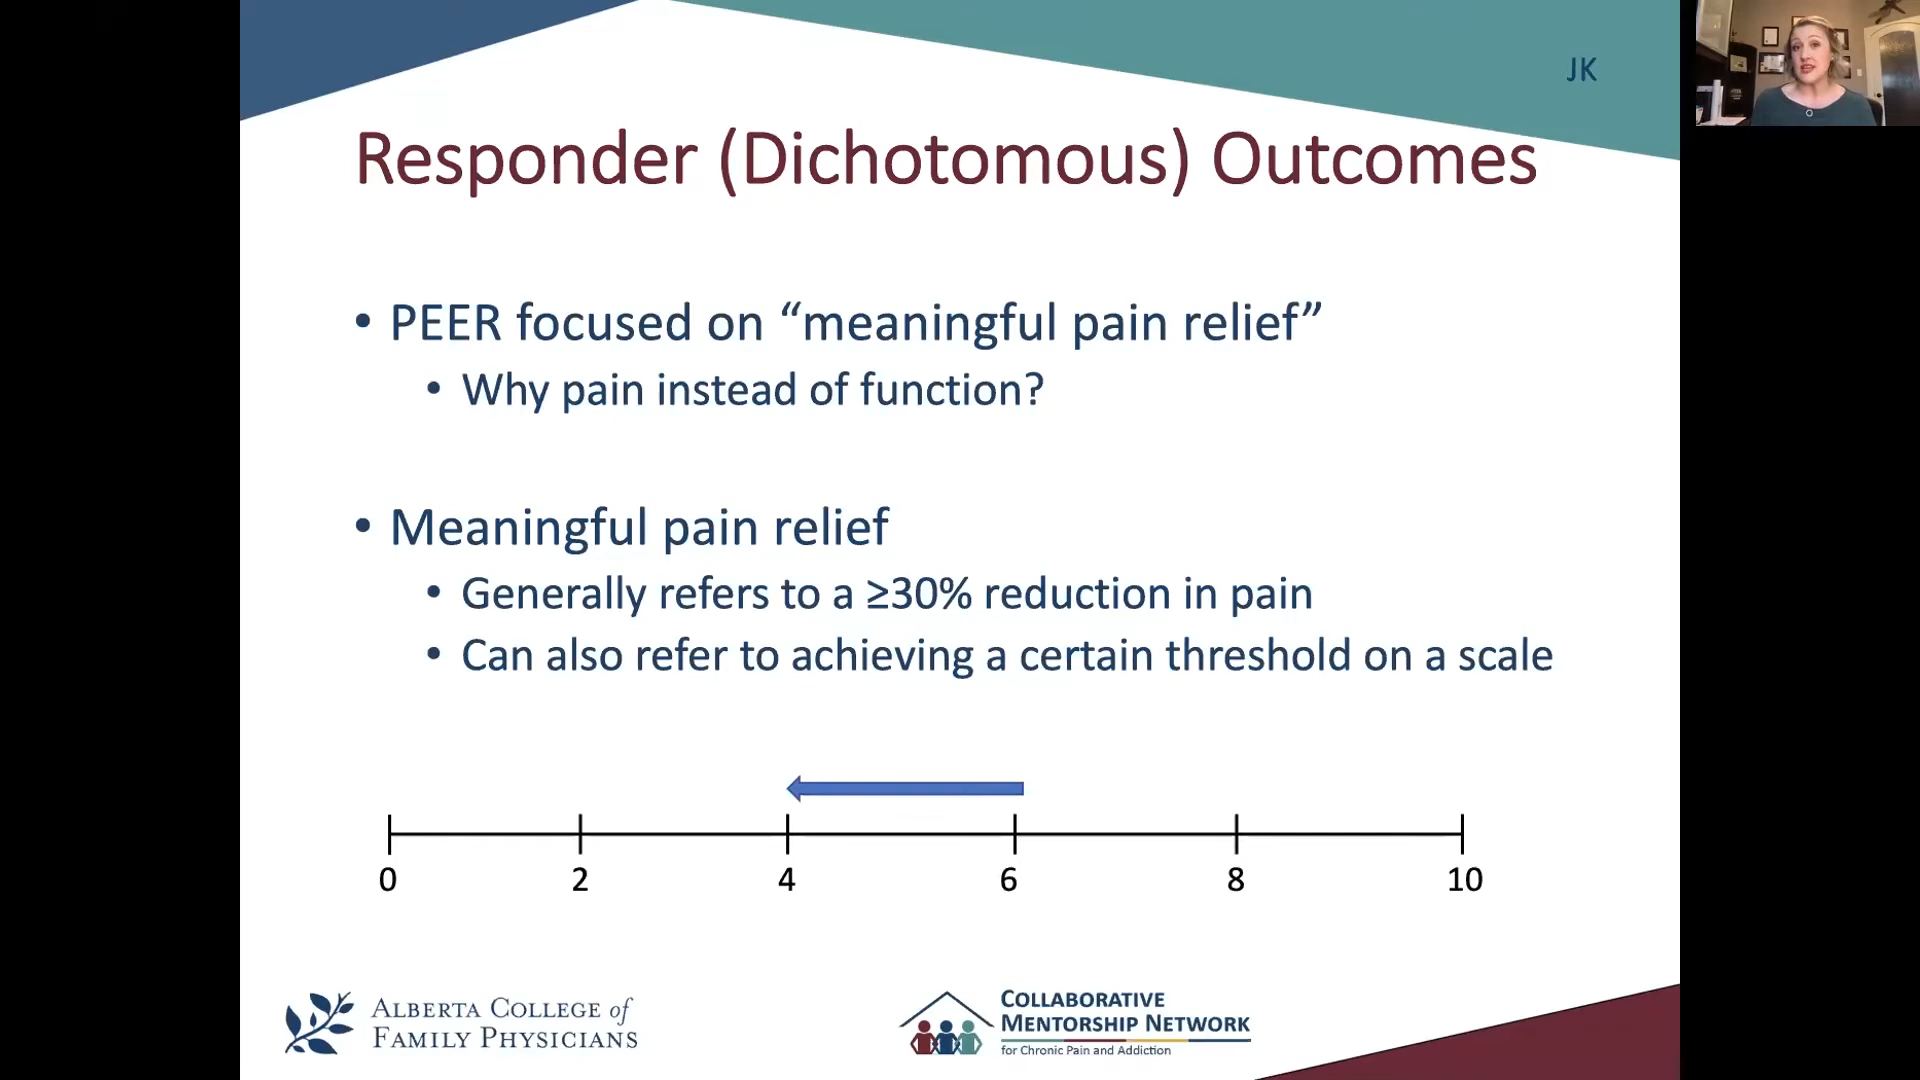 JK
Responder (Dichotomous) Outcomes
• PEER focused on “meaningful pain relief”
• Why pain instead of function?
• Meaningful pain relief
• Generally refers to a ≥30% reduction in pain
• Can also refer to achieving a certain threshold on a scale
0 2 4 6 8 10
ALBERTA COLLEGE of
FAMILY PHYSICIANS
COLLABORATIVE
MENTORSHIP NETWORK
for Chronic Pain and Addiction